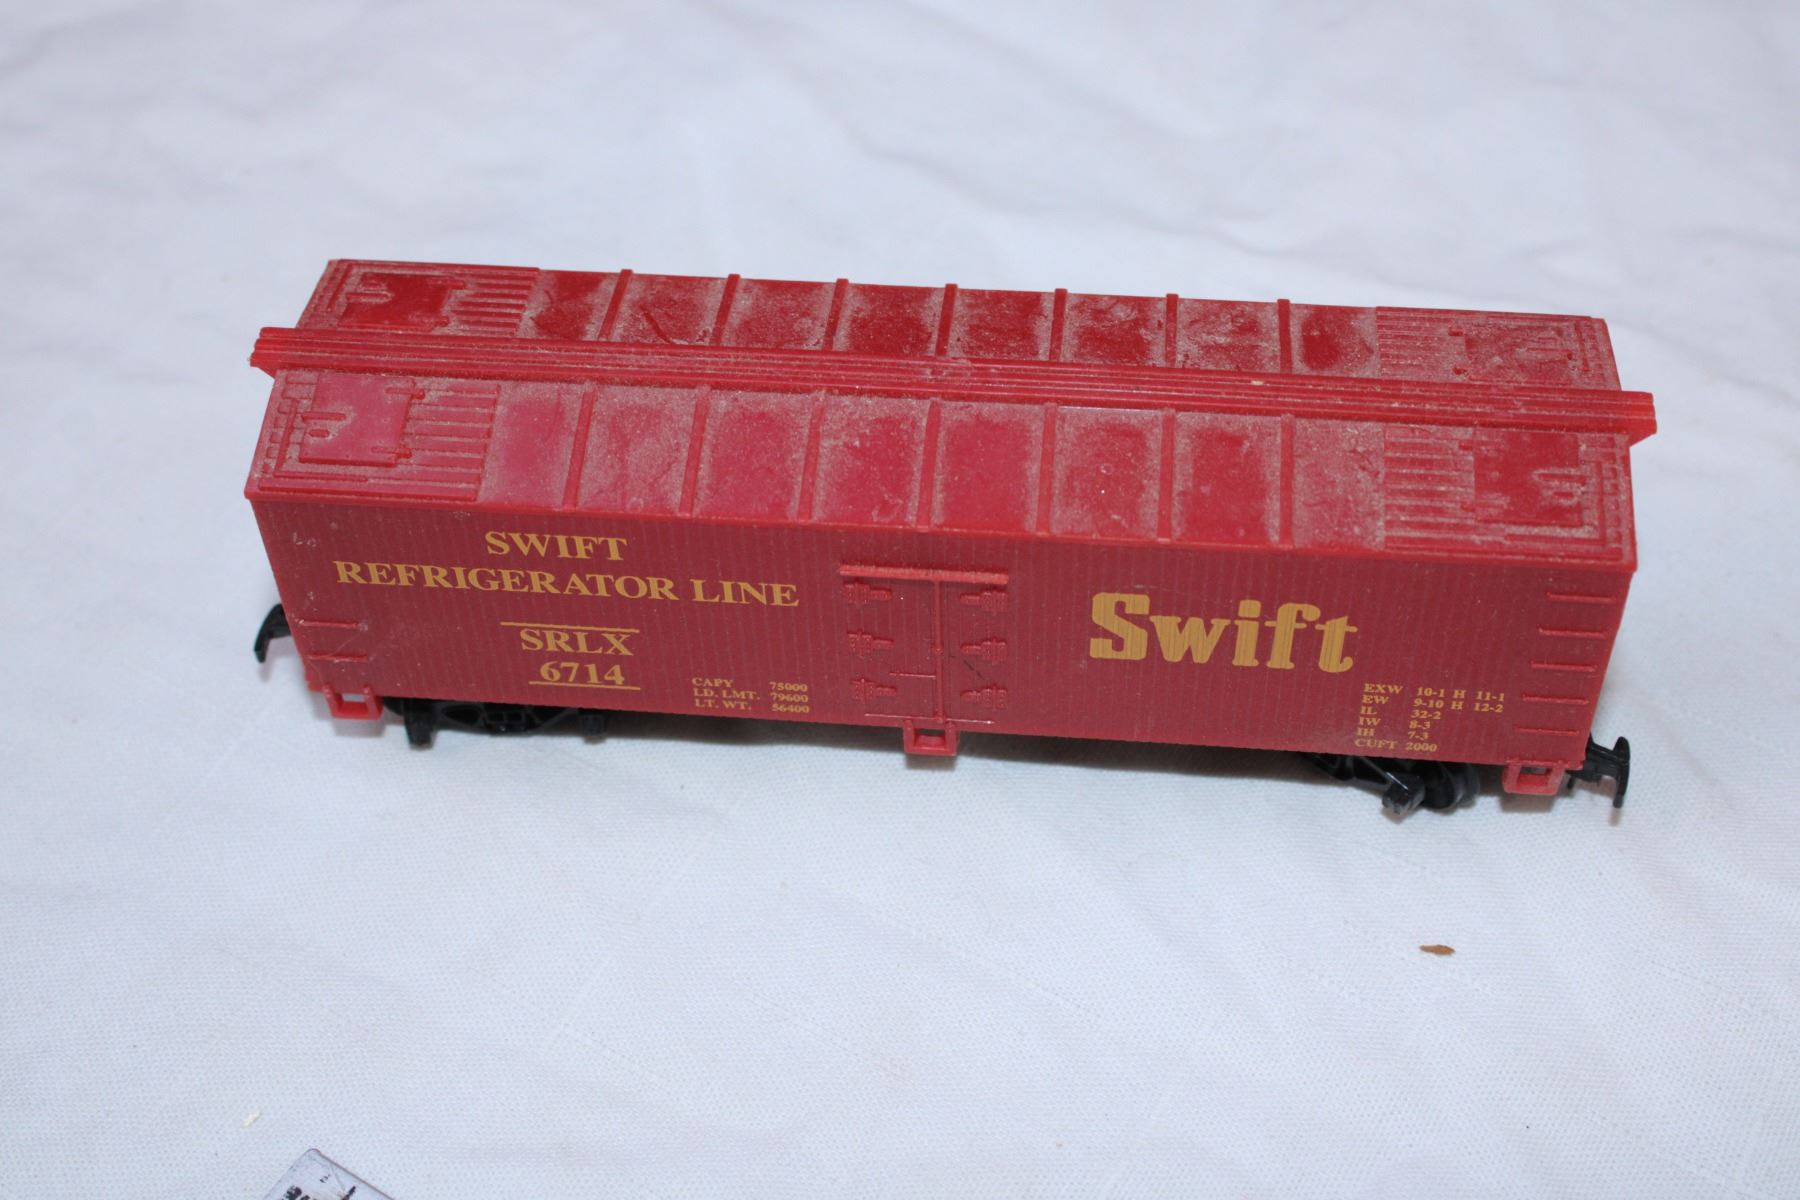 SWIFT
REFRIGERATOR LINE
SRLX
6714
CAPY 75000
LD. LMT. 79600
LT. WT. 56400
Swift
EXW 10-1 H 11-1
EW 9-10 H 12-2
IL 32-2
IW 8-3
IH 7-3
CUFT 2000